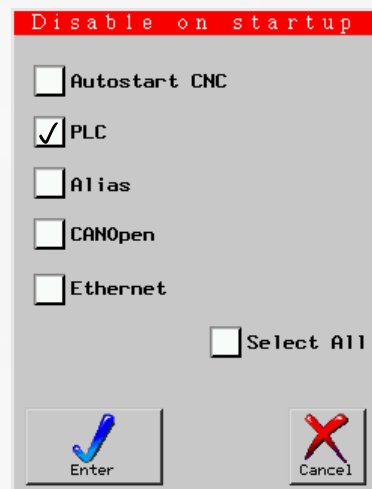 Disable on startup
Autostart CNC
PLC
Alias
CANOpen
Ethernet
Select All
Enter
Cancel